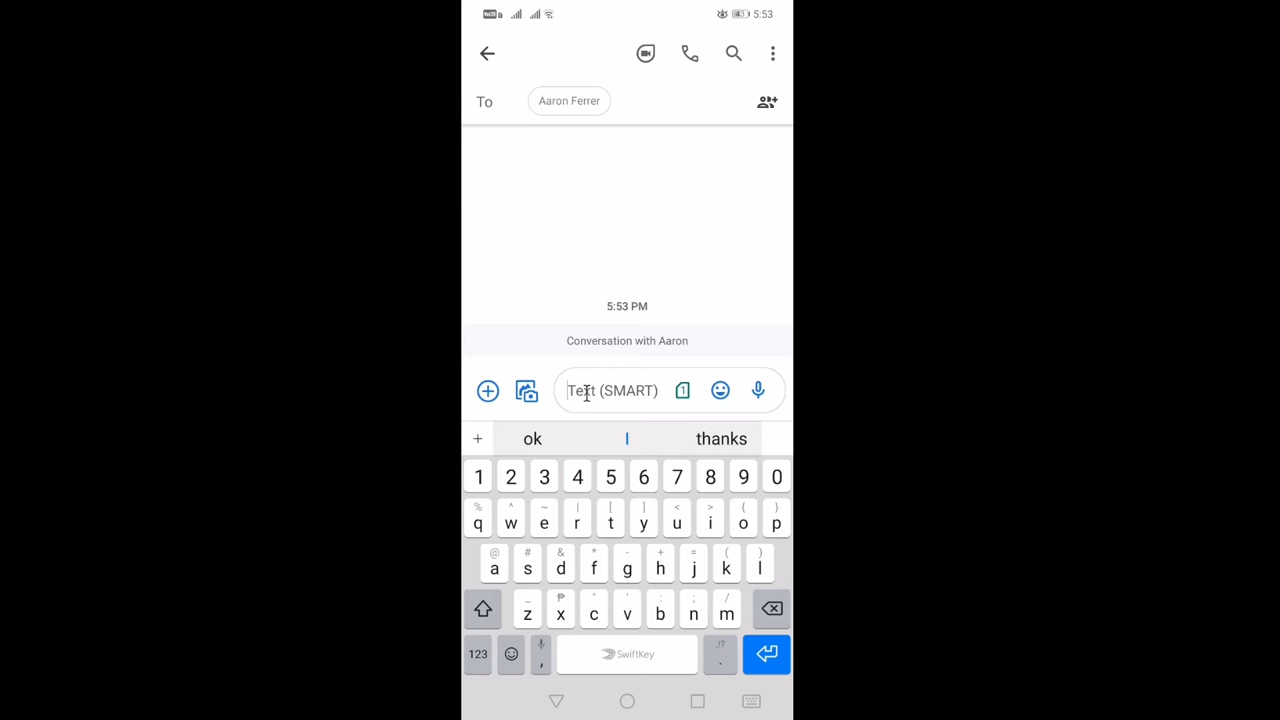 5:53
To Aaron Ferrer
5:53 PM
Conversation with Aaron
Text (SMART) 1
+ ok I thanks
1 2 3 4 5 6 7 8 9 0
% ^ ~ | [ ] < > { }
q w e r t y u i o p
@ # & * - + = ( )
a s d f g h j k l
_ ₱ " ' : ; /
z x c v b n m
123 , SwiftKey ,!? .